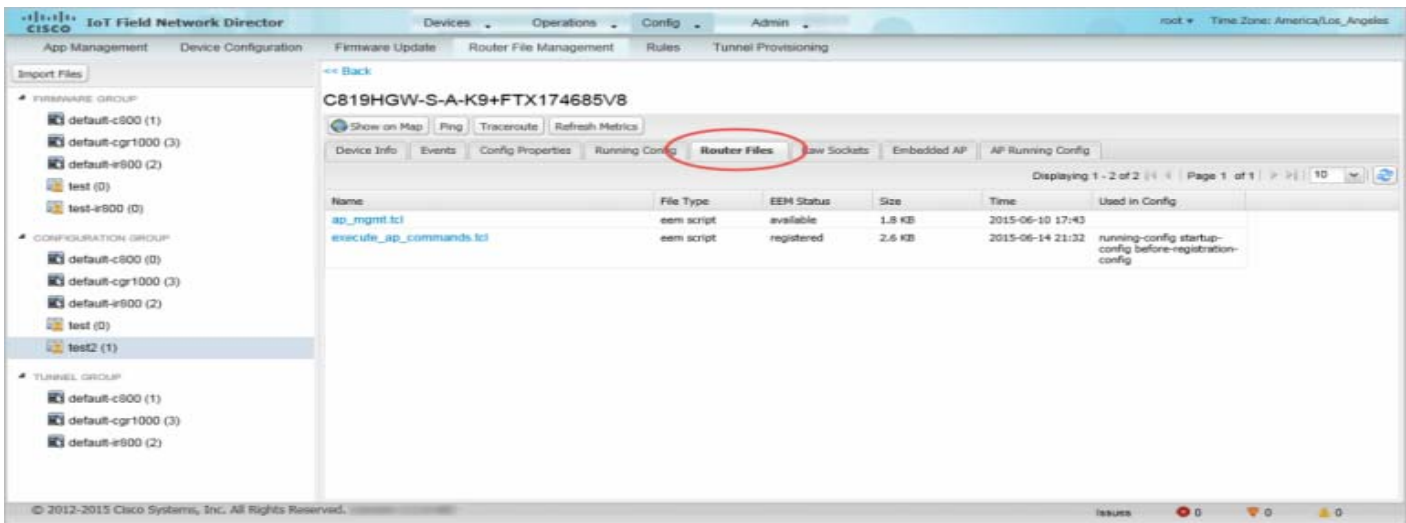 CISCO IoT Field Network Director
Devices Operations Config Admin
root Time Zone: America/Los_Angeles
App Management Device Configuration Firmware Update Router File Management Rules Tunnel Provisioning
Import Files
FIRMWARE GROUP
default-c800 (1)
default-cgr1000 (3)
default-ir800 (2)
test (0)
test-ir800 (0)
CONFIGURATION GROUP
default-c800 (0)
default-cgr1000 (3)
default-ir800 (2)
test (0)
test2 (1)
TUNNEL GROUP
default-c800 (1)
default-cgr1000 (3)
default-ir800 (2)
<< Back
C819HGW-S-A-K9+FTX174685V8
Show on Map Ping Traceroute Refresh Metrics
Device Info Events Config Properties Running Config Router Files Raw Sockets Embedded AP AP Running Config
Displaying 1 - 2 of 2 Page 1 of 1 10
Name File Type EEM Status Size Time Used in Config
ap_mgmt.tcl eem script available 1.8 KB 2015-06-10 17:43
execute_ap_commands.tcl eem script registered 2.6 KB 2015-06-14 21:32 running-config startup-
config before-registration-
config
© 2012-2015 Cisco Systems, Inc. All Rights Reserved.
Issues 0 0 0